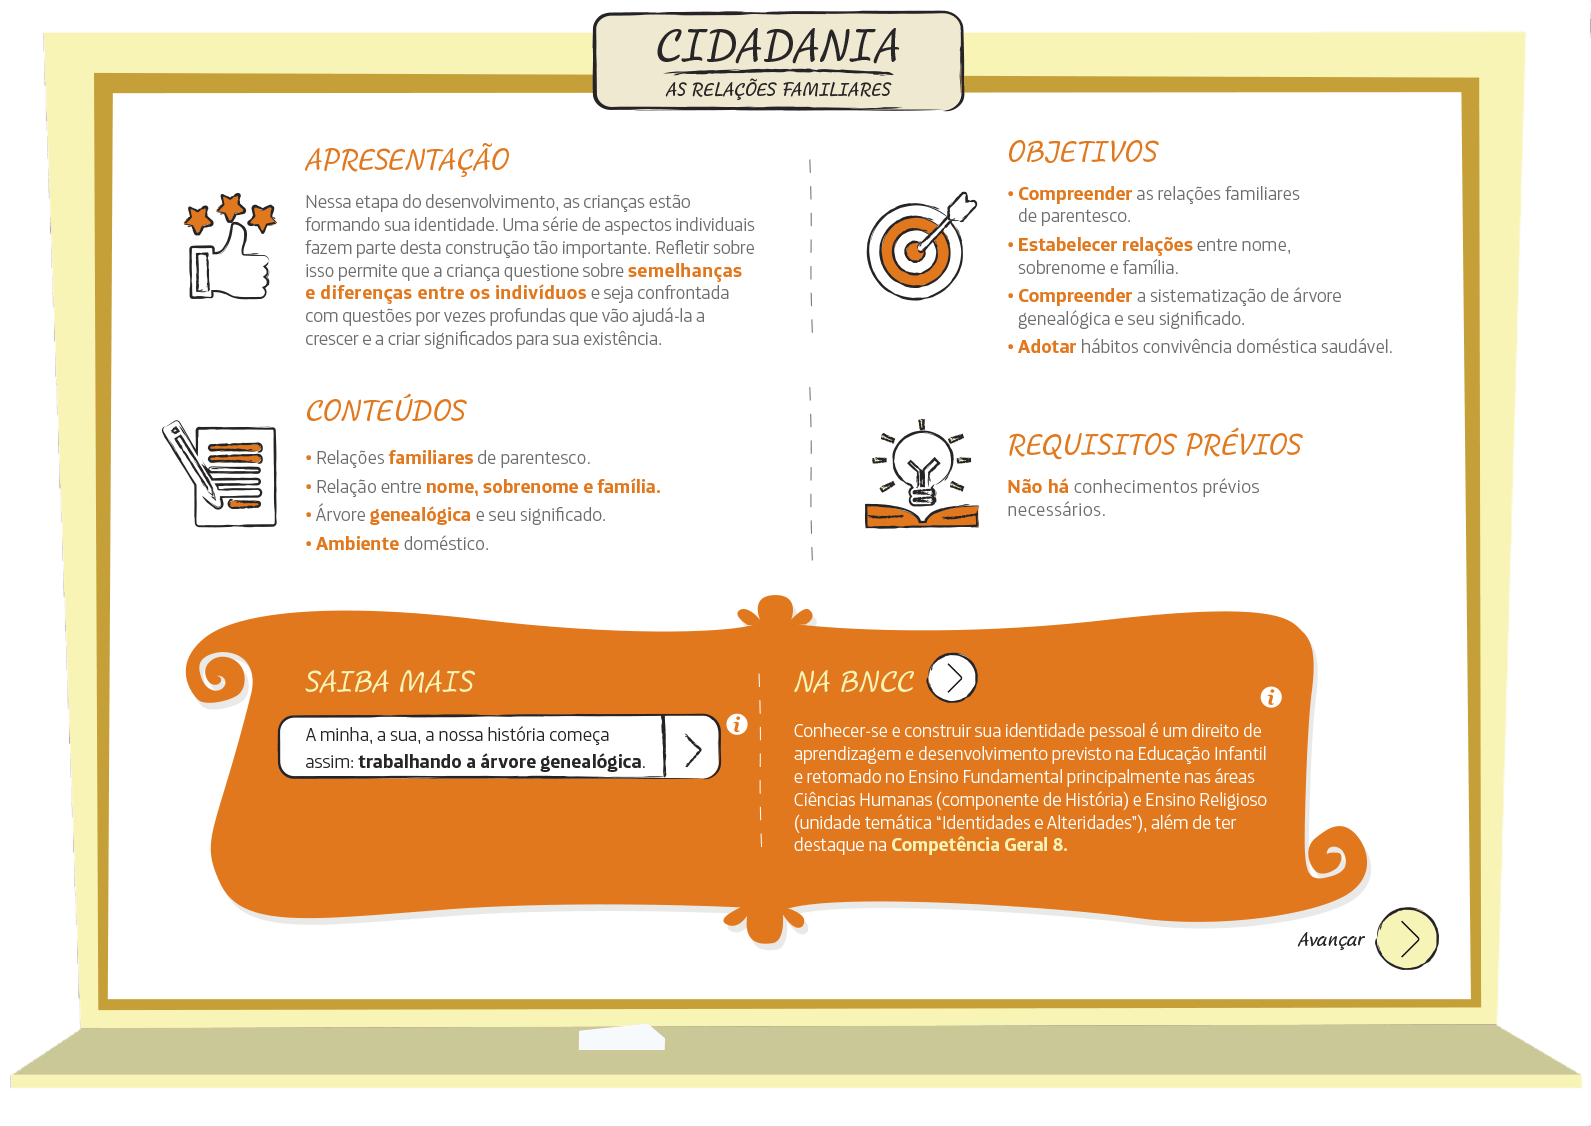 CIDADANIA
AS RELAÇÕES FAMILIARES
APRESENTAÇÃO
Nessa etapa do desenvolvimento, as crianças estão
formando sua identidade. Uma série de aspectos individuais
fazem parte desta construção tão importante. Refletir sobre
isso permite que a criança questione sobre semelhanças
e diferenças entre os indivíduos e seja confrontada
com questões por vezes profundas que vão ajudá-la a
crescer e a criar significados para sua existência.
OBJETIVOS
• Compreender as relações familiares
de parentesco.
• Estabelecer relações entre nome,
sobrenome e família.
• Compreender a sistematização de árvore
genealógica e seu significado.
• Adotar hábitos convivência doméstica saudável.
CONTEÚDOS
• Relações familiares de parentesco.
• Relação entre nome, sobrenome e família.
• Árvore genealógica e seu significado.
• Ambiente doméstico.
REQUISITOS PRÉVIOS
Não há conhecimentos prévios
necessários.
SAIBA MAIS
A minha, a sua, a nossa história começa
assim: trabalhando a árvore genealógica.
i
NA BNCC
i
Conhecer-se e construir sua identidade pessoal é um direito de
aprendizagem e desenvolvimento previsto na Educação Infantil
e retomado no Ensino Fundamental principalmente nas áreas
Ciências Humanas (componente de História) e Ensino Religioso
(unidade temática “Identidades e Alteridades”), além de ter
destaque na Competência Geral 8.
Avançar